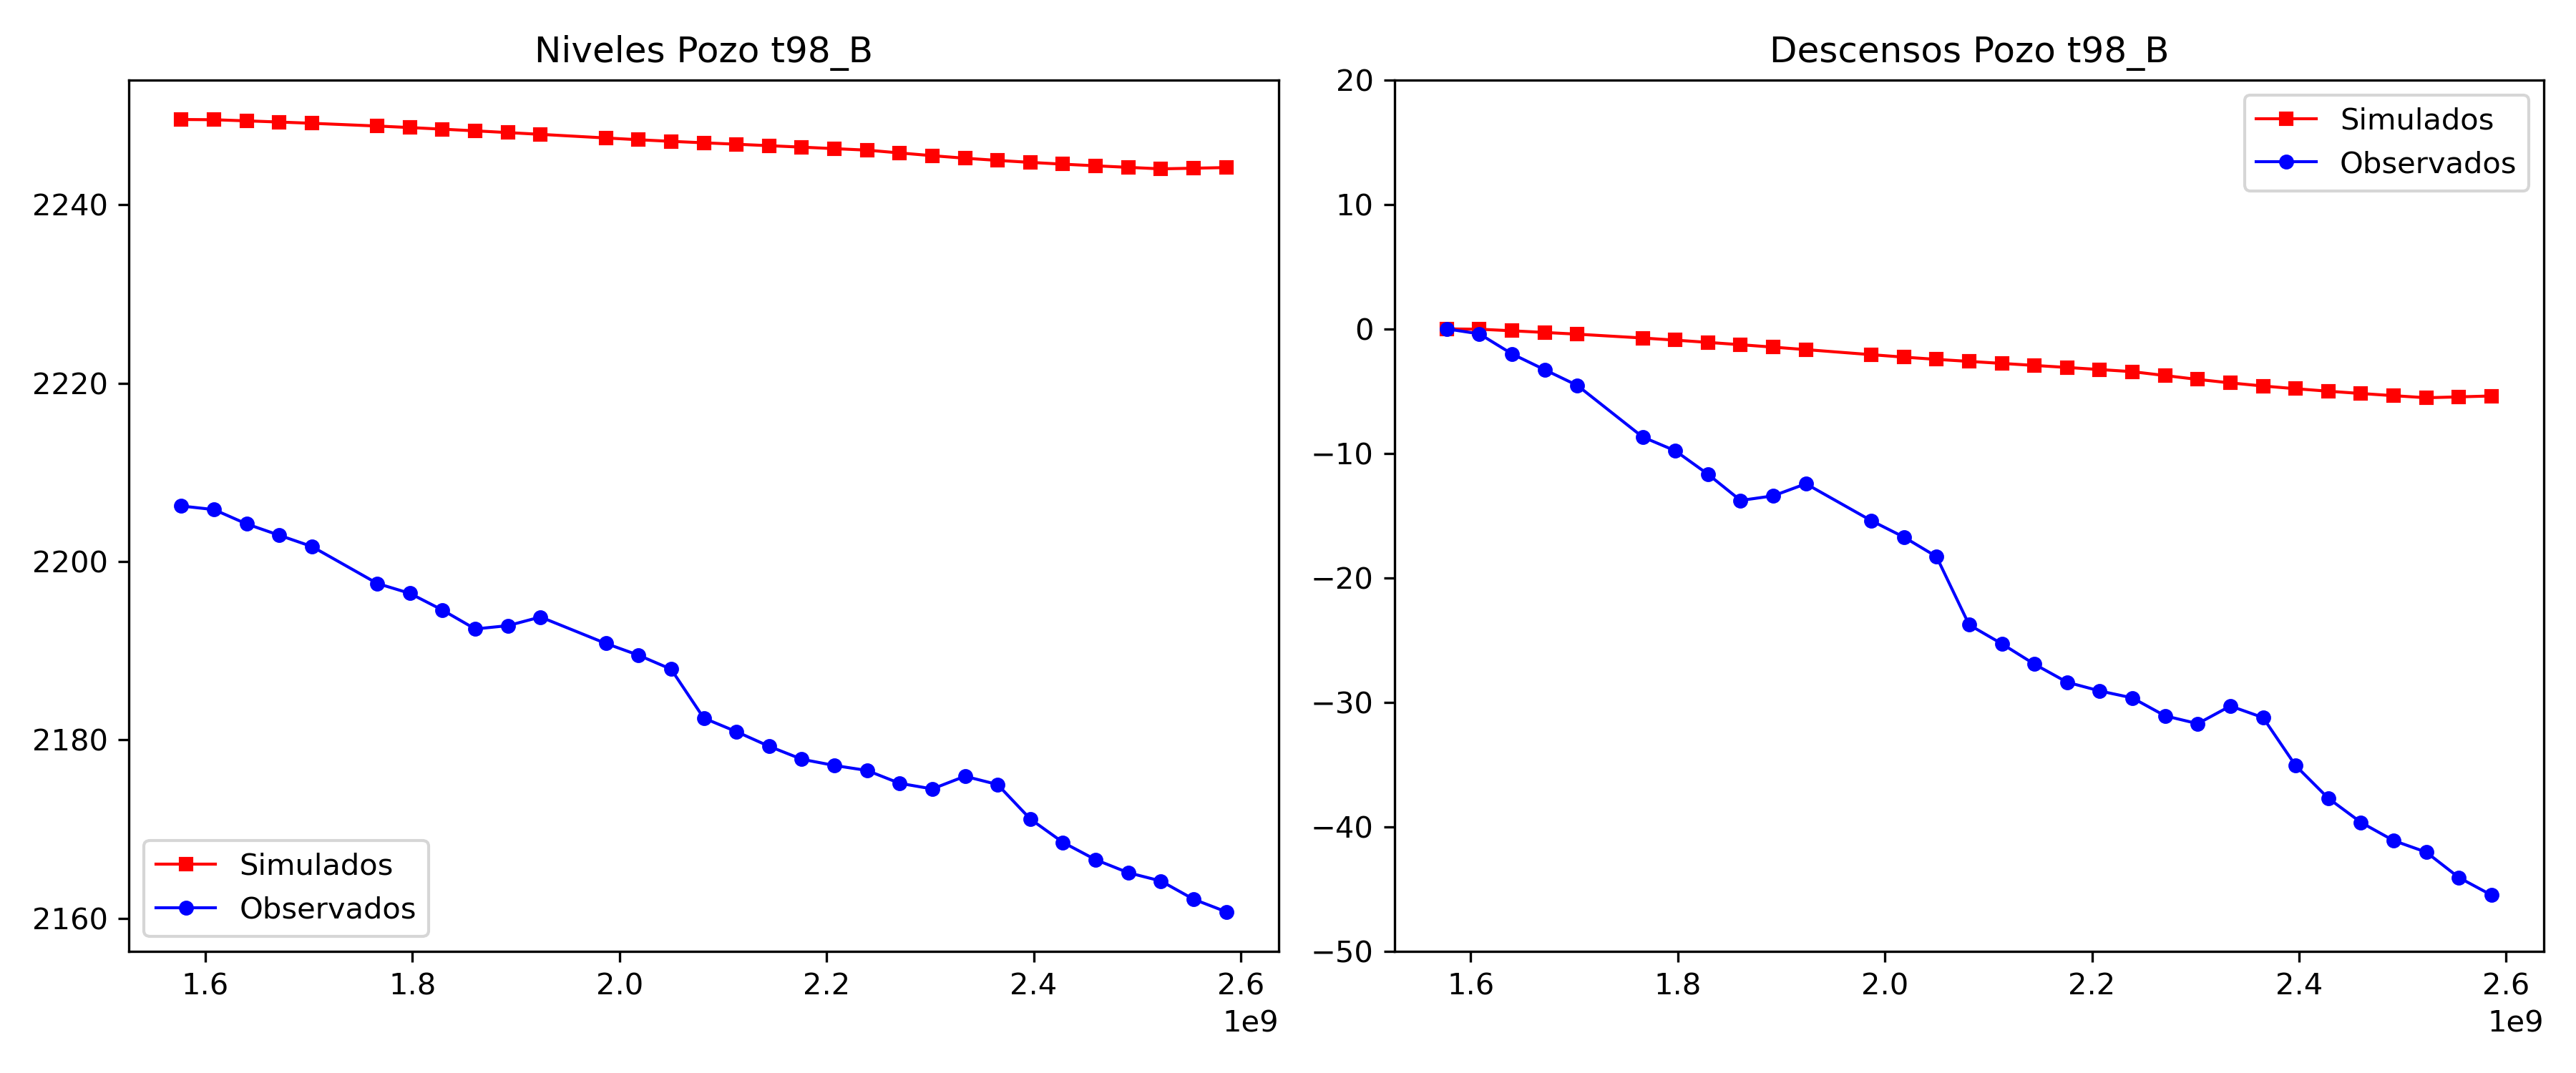 Niveles Pozo t98_B
2240
2220
2200
2180
2160
Simulados
Observados
1.6 1.8 2.0 2.2 2.4 2.6
1e9
Descensos Pozo t98_B
20
10
0
−10
−20
−30
−40
−50
Simulados
Observados
1.6 1.8 2.0 2.2 2.4 2.6
1e9